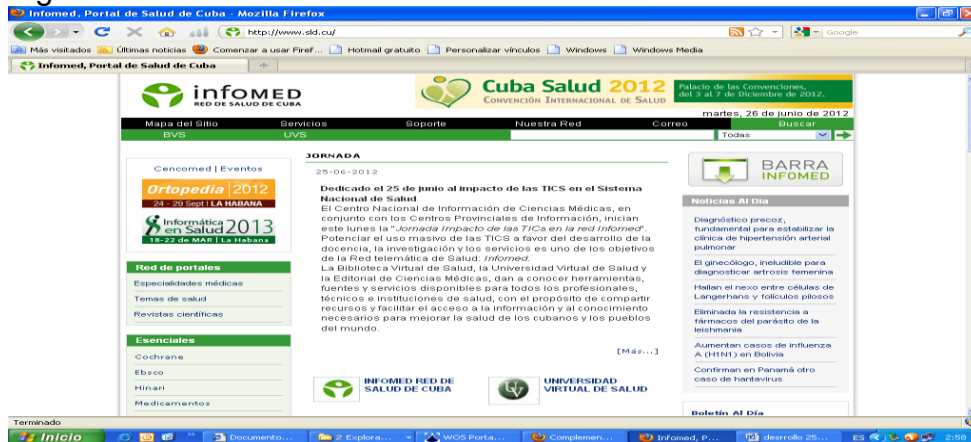 Infomed, Portal de Salud de Cuba - Mozilla Firefox
http://www.sld.cu/
Google
Más visitados Últimas noticias Comenzar a usar Firef... Hotmail gratuito Personalizar vínculos Windows Windows Media
Infomed, Portal de Salud de Cuba
infomed
RED DE SALUD DE CUBA
Cuba Salud 2012
CONVENCIÓN INTERNACIONAL DE SALUD
Palacio de las Convenciones,
del 3 al 7 de Diciembre de 2012.
martes, 26 de junio de 2012
Mapa del Sitio Servicios Soporte Nuestra Red Correo Buscar
BVS UVS Todas
Cencomed | Eventos
Ortopedia 2012
24 - 29 Sept I LA HABANA
Informática 2013
en Salud
18-22 de MAR | La Habana
Red de portales
Especialidades médicas
Temas de salud
Revistas científicas
Esenciales
Cochrane
Ebsco
Hinari
Medicamentos
JORNADA
25-06-2012
Dedicado el 25 de junio al impacto de las TICS en el Sistema
Nacional de Salud
El Centro Nacional de Información de Ciencias Médicas, en
conjunto con los Centros Provinciales de Información, inician
este lunes la "Jornada Impacto de las TICs en la red Infomed".
Potenciar el uso masivo de las TICS a favor del desarrollo de la
docencia, la investigación y los servicios es uno de los objetivos
de la Red telemática de Salud: Infomed.
La Biblioteca Virtual de Salud, la Universidad Virtual de Salud y
la Editorial de Ciencias Médicas, dan a conocer herramientas,
fuentes y servicios disponibles para todos los profesionales,
técnicos e instituciones de salud, con el propósito de compartir
recursos y facilitar el acceso a la información y al conocimiento
necesarios para mejorar la salud de los cubanos y los pueblos
del mundo.
[Más...]
INFOMED RED DE
SALUD DE CUBA
UNIVERSIDAD
VIRTUAL DE SALUD
BARRA
INFOMED
Noticias Al Día
Diagnóstico precoz,
fundamental para estabilizar la
clínica de hipertensión arterial
pulmonar
El ginecólogo, ineludible para
diagnosticar artrosis femenina
Hallan el nexo entre células de
Langerhans y folículos pilosos
Eliminada la resistencia a
fármacos del parásito de la
leishmania
Aumentan casos de influenza
A (H1N1) en Bolivia
Confirman en Panamá otro
caso de hantavirus
Boletín Al Día
Terminado
Inicio Documento... 2 Explora... WOS Porta... Complemen... Infomed, P... desrrollo 25... ES 2:58